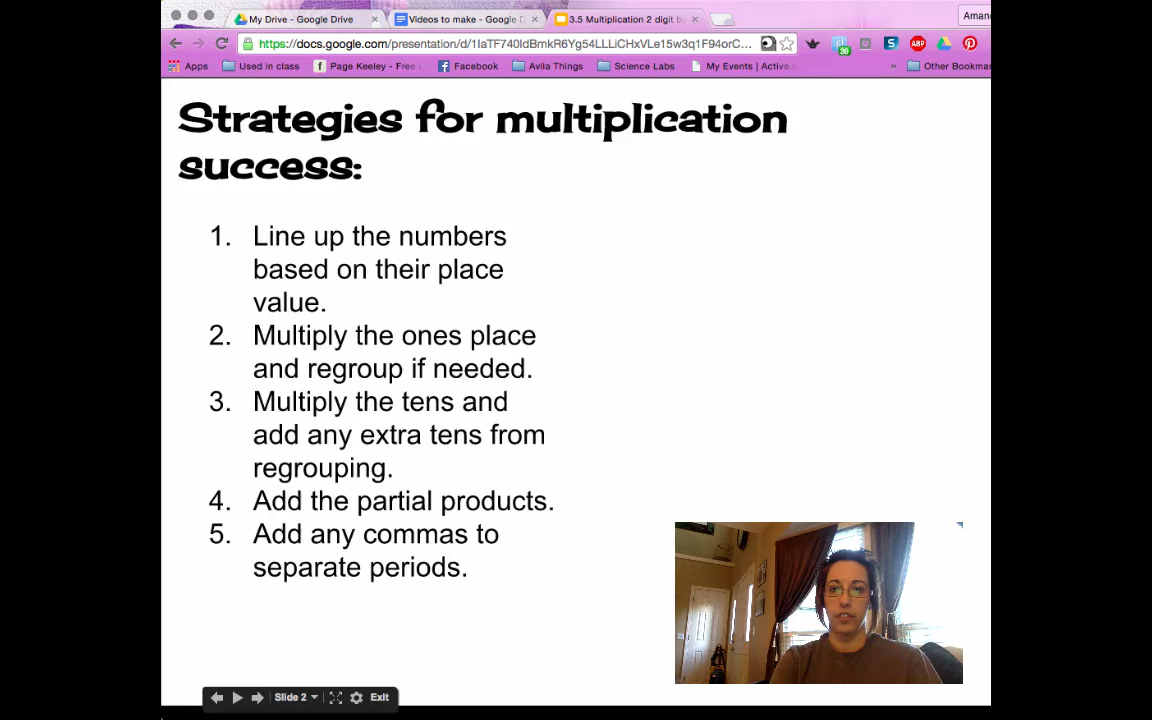 My Drive - Google Drive
Videos to make - Google D
3.5 Multiplication 2 digit by
Aman
https://docs.google.com/presentation/d/1IaTF740IdBmkR6Yg54LLLiCHxVLe15w3q1F94orC...
38
ABP
Apps
Used in class
Page Keeley - Free
Facebook
Avila Things
Science Labs
My Events | Active.c
»
Other Bookmar
Strategies for multiplication
success:
1. Line up the numbers
based on their place
value.
2. Multiply the ones place
and regroup if needed.
3. Multiply the tens and
add any extra tens from
regrouping.
4. Add the partial products.
5. Add any commas to
separate periods.
Slide 2
Exit